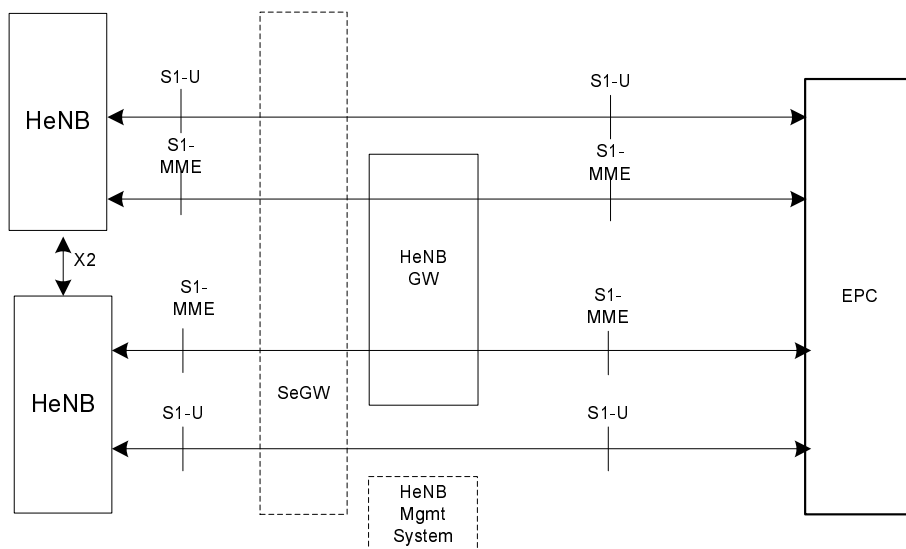 S1-U
S1-U
HeNB
S1-
MME
S1-
MME
HeNB
GW
X2
S1-
MME
S1-
MME
EPC
SeGW
HeNB
S1-U
S1-U
HeNB
Mgmt
System